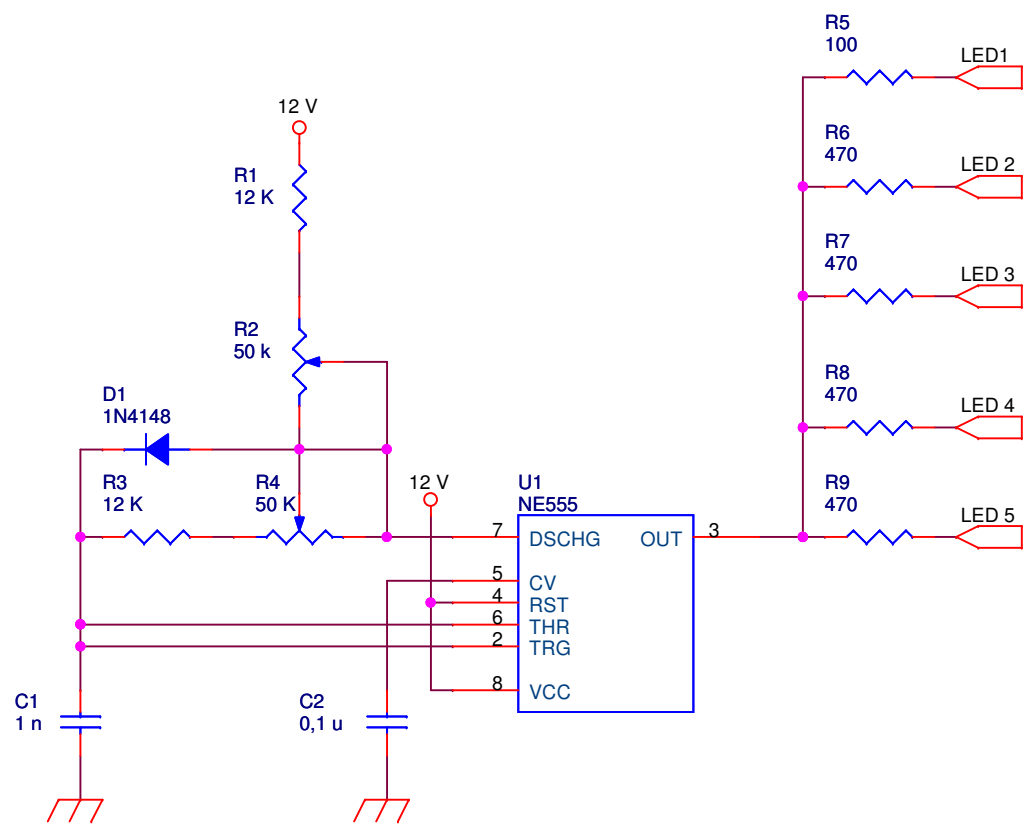 R5
100
LED1
12 V
R6
470
LED 2
R1
12 K
R7
470
LED 3
R2
50 k
R8
470
LED 4
D1
1N4148
R3
12 K
R4
50 K
12 V
U1
NE555
R9
470
LED 5
7
DSCHG
OUT
3
5
CV
4
RST
6
THR
2
TRG
8
VCC
C1
1 n
C2
0,1 u